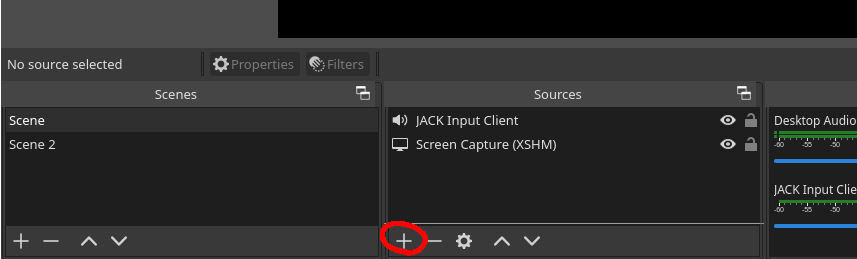 No source selected
Properties
Filters
Scenes
Sources
Scene
Scene 2
JACK Input Client
Screen Capture (XSHM)
Desktop Audio
-60 -55 -50
JACK Input Clie
-60 -55 -50